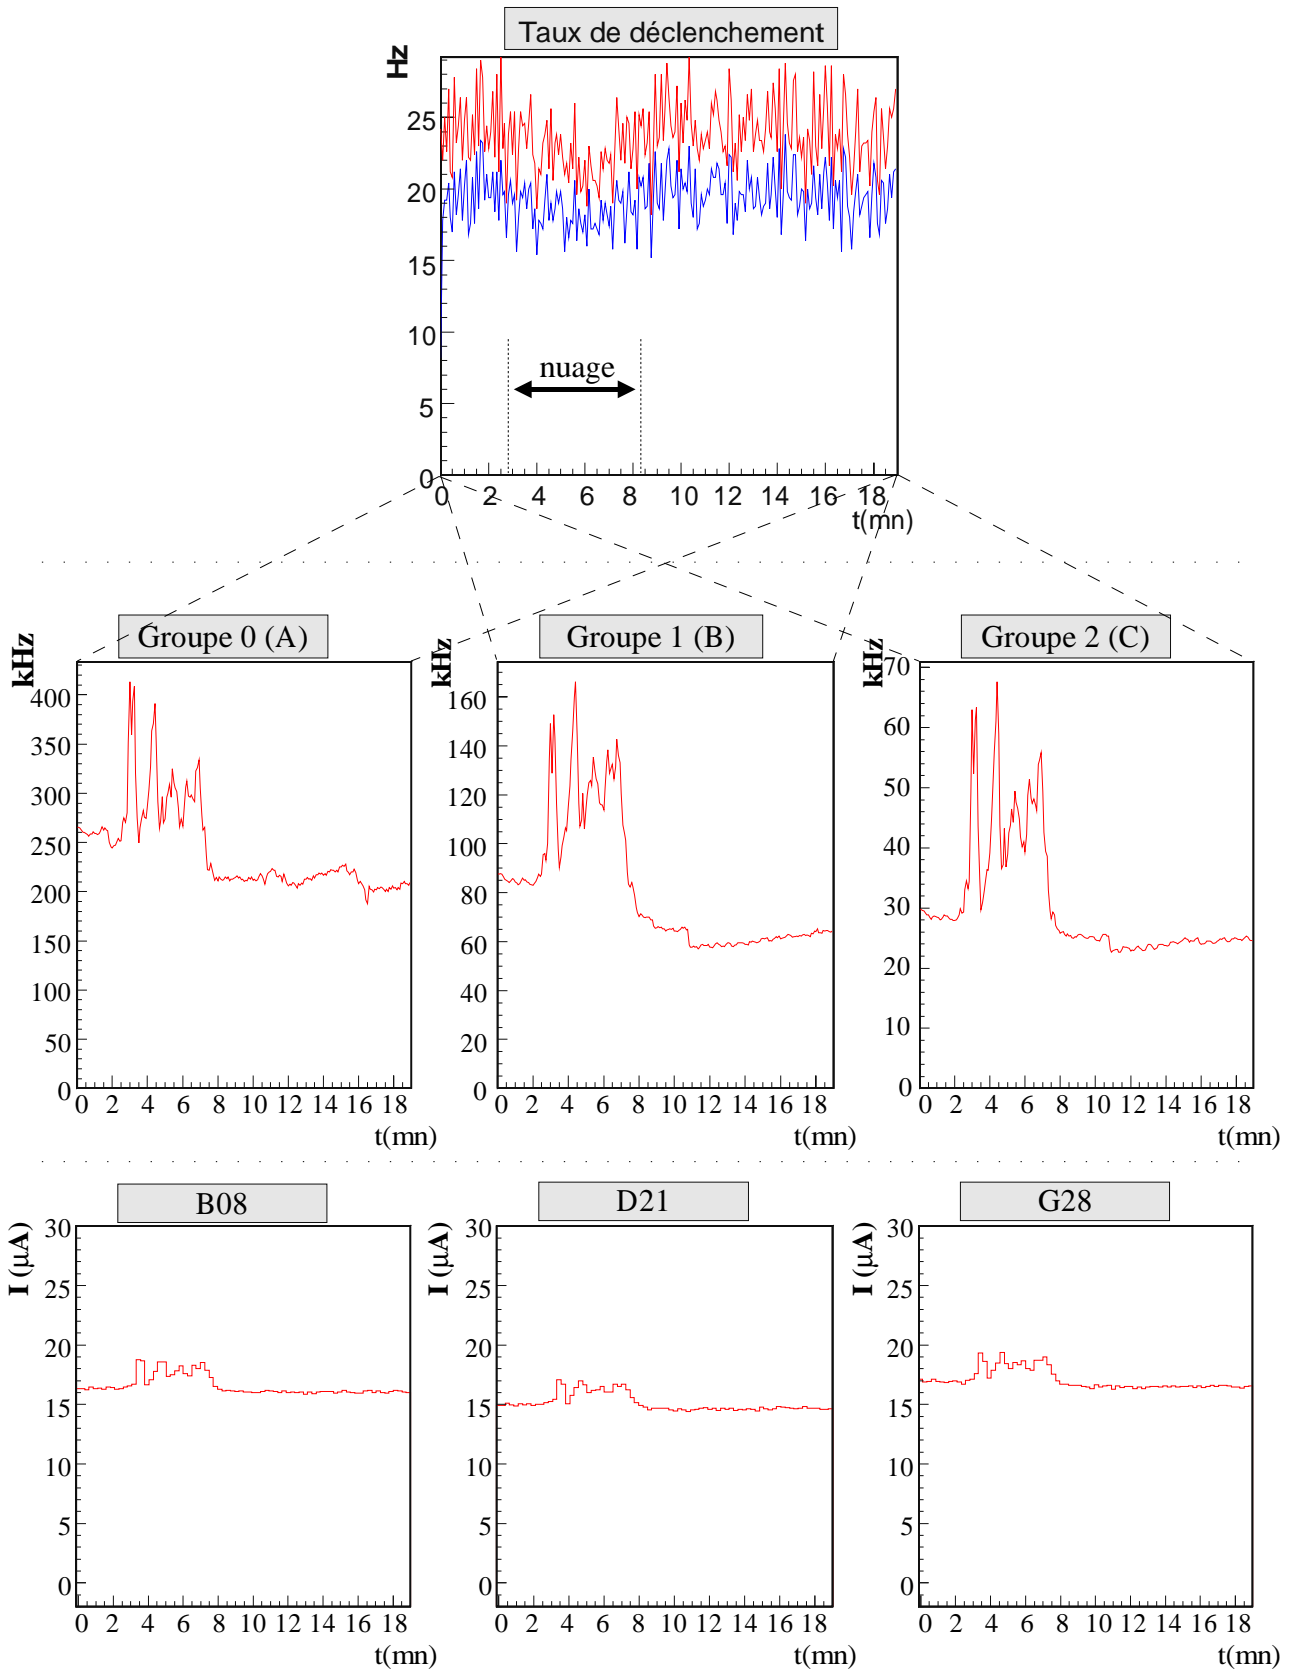 Taux de déclenchement
Hz
25
20
15
10
5
0
nuage
0 2 4 6 8 10 12 14 16 18
t(mn)
Groupe 0 (A)
kHz
400
350
300
250
200
150
100
50
0
0 2 4 6 8 10 12 14 16 18
t(mn)
Groupe 1 (B)
kHz
160
140
120
100
80
60
40
20
0
0 2 4 6 8 10 12 14 16 18
t(mn)
Groupe 2 (C)
kHz
70
60
50
40
30
20
10
0
0 2 4 6 8 10 12 14 16 18
t(mn)
B08
I (μA)
30
25
20
15
10
5
0
0 2 4 6 8 10 12 14 16 18
t(mn)
D21
I (μA)
30
25
20
15
10
5
0
0 2 4 6 8 10 12 14 16 18
t(mn)
G28
I (μA)
30
25
20
15
10
5
0
0 2 4 6 8 10 12 14 16 18
t(mn)